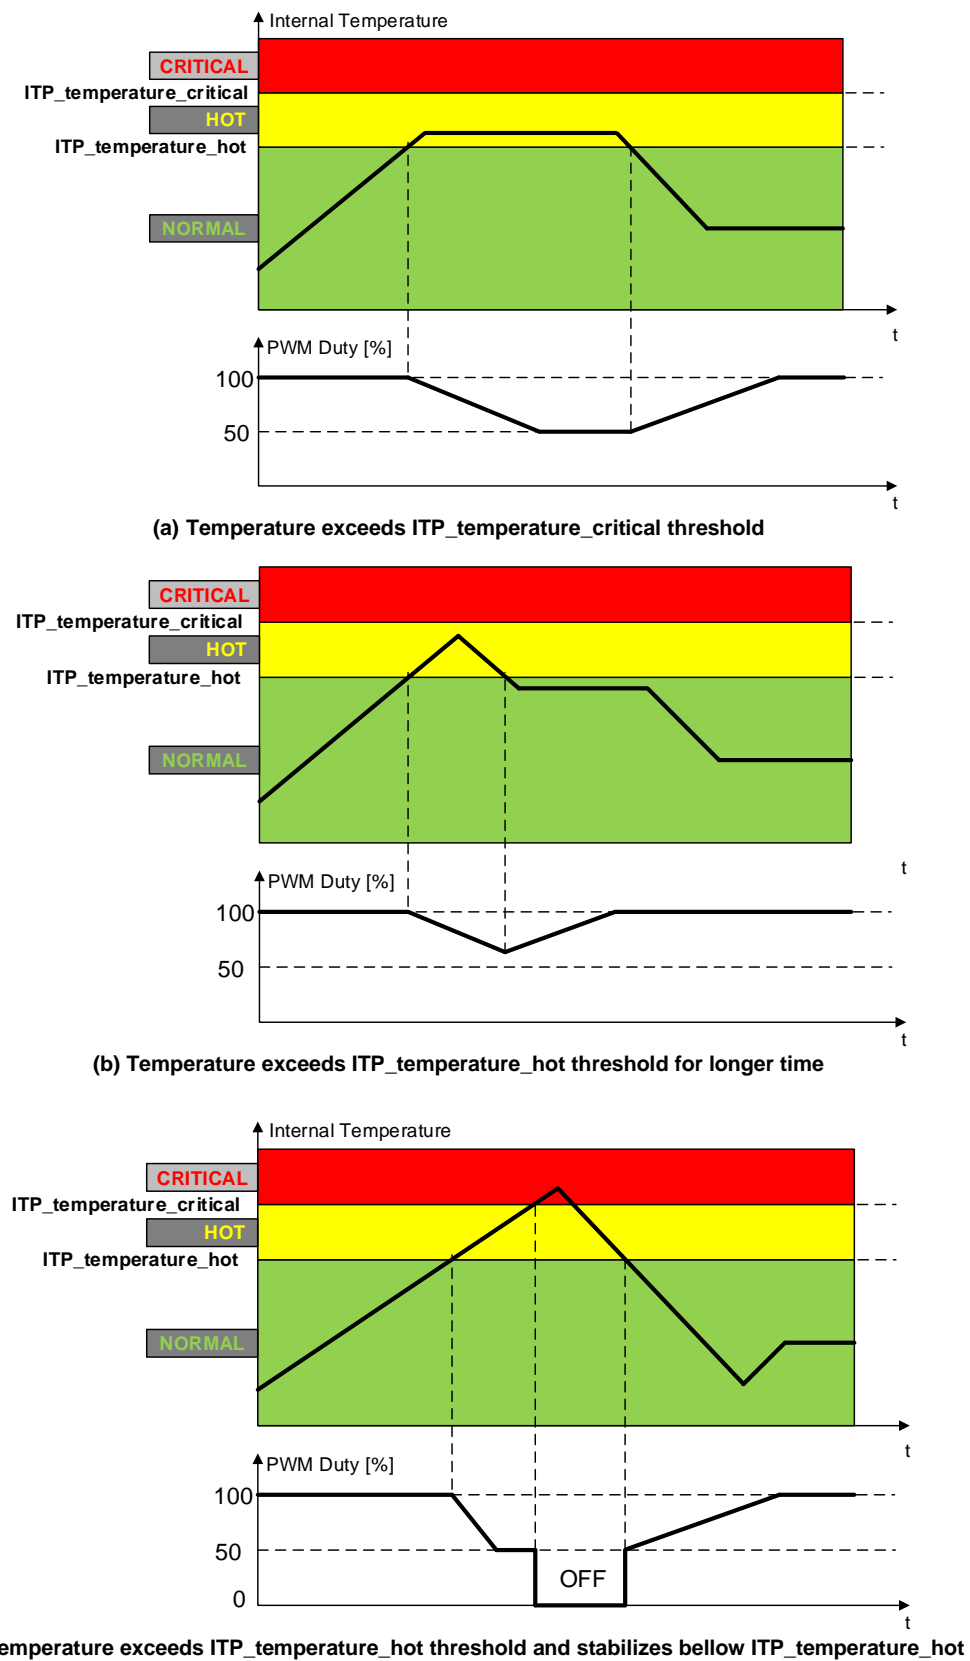 Internal Temperature
CRITICAL
ITP_temperature_critical
HOT
ITP_temperature_hot
NORMAL
t
PWM Duty [%]
100
50
t
(a) Temperature exceeds ITP_temperature_critical threshold
CRITICAL
ITP_temperature_critical
HOT
ITP_temperature_hot
NORMAL
t
PWM Duty [%]
100
50
t
(b) Temperature exceeds ITP_temperature_hot threshold for longer time
Internal Temperature
CRITICAL
ITP_temperature_critical
HOT
ITP_temperature_hot
NORMAL
t
PWM Duty [%]
100
50
OFF
0
t
emperature exceeds ITP_temperature_hot threshold and stabilizes bellow ITP_temperature_hot